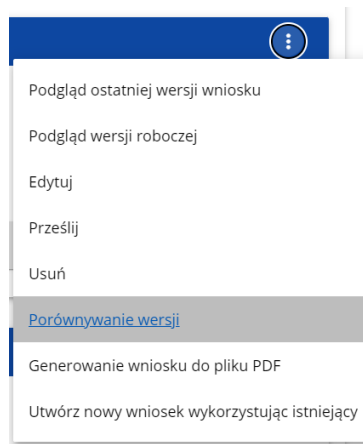 Podgląd ostatniej wersji wniosku
Podgląd wersji roboczej
Edytuj
Prześlij
Usuń
Porównywanie wersji
Generowanie wniosku do pliku PDF
Utwórz nowy wniosek wykorzystując istniejący